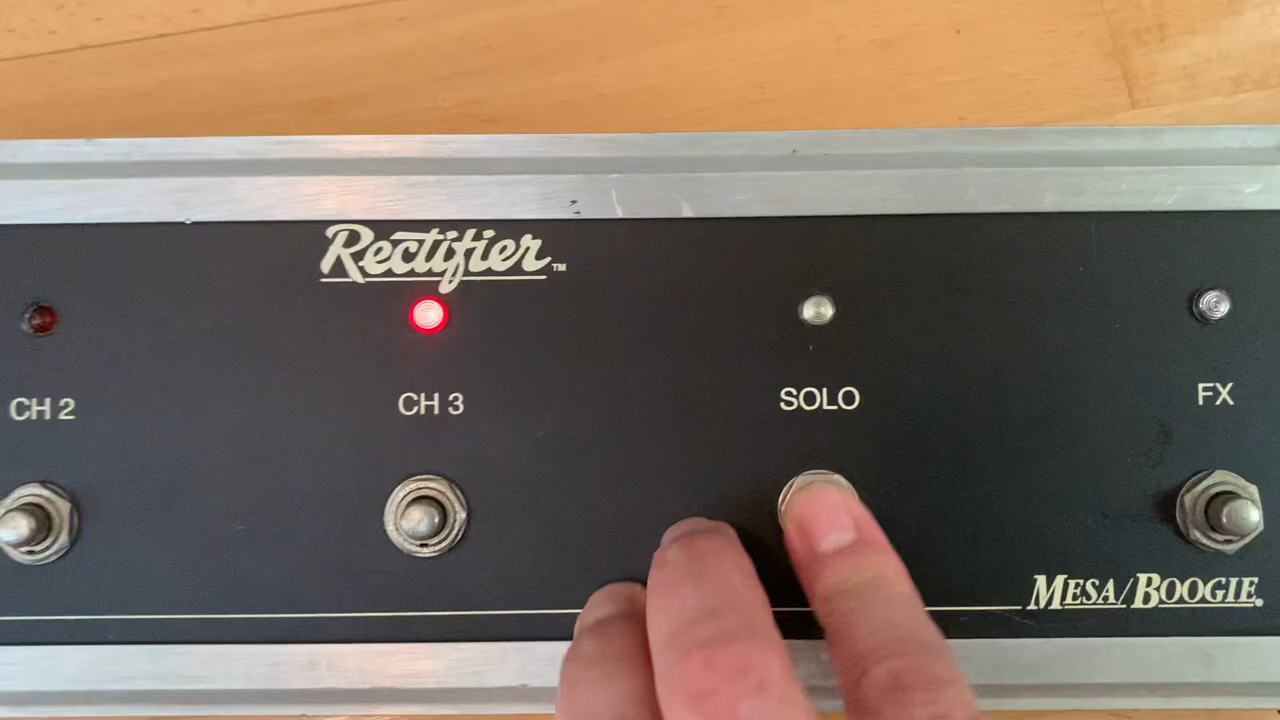 Rectifier™
CH 2
CH 3
SOLO
FX
MESA/BOOGIE®